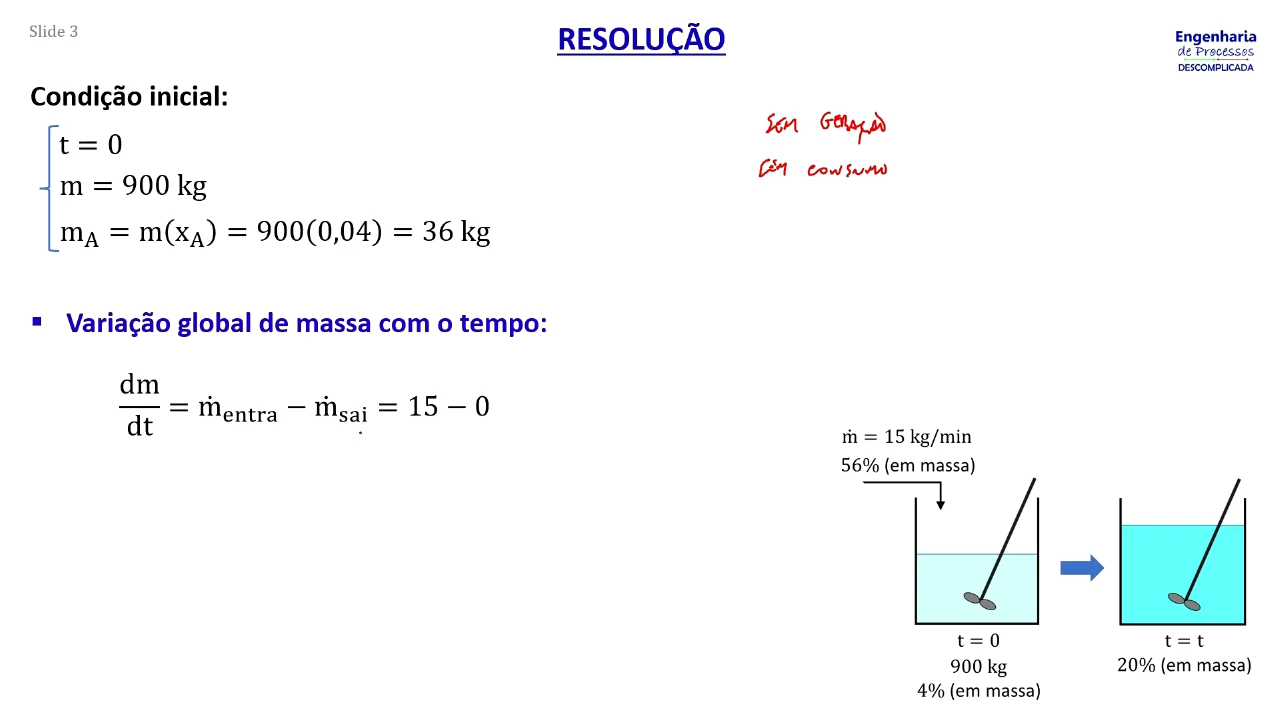 Slide 3
RESOLUÇÃO
Engenharia
de Processos
DESCOMPLICADA
Condição inicial:
t = 0
m = 900 kg
m_A = m(x_A) = 900(0,04) = 36 kg
SEM GERAÇÃO
SEM CONSUMO
▪ Variação global de massa com o tempo:
dm/dt = ṁ_entra − ṁ_sai = 15 − 0
ṁ = 15 kg/min
56% (em massa)
t = 0
900 kg
4% (em massa)
t = t
20% (em massa)